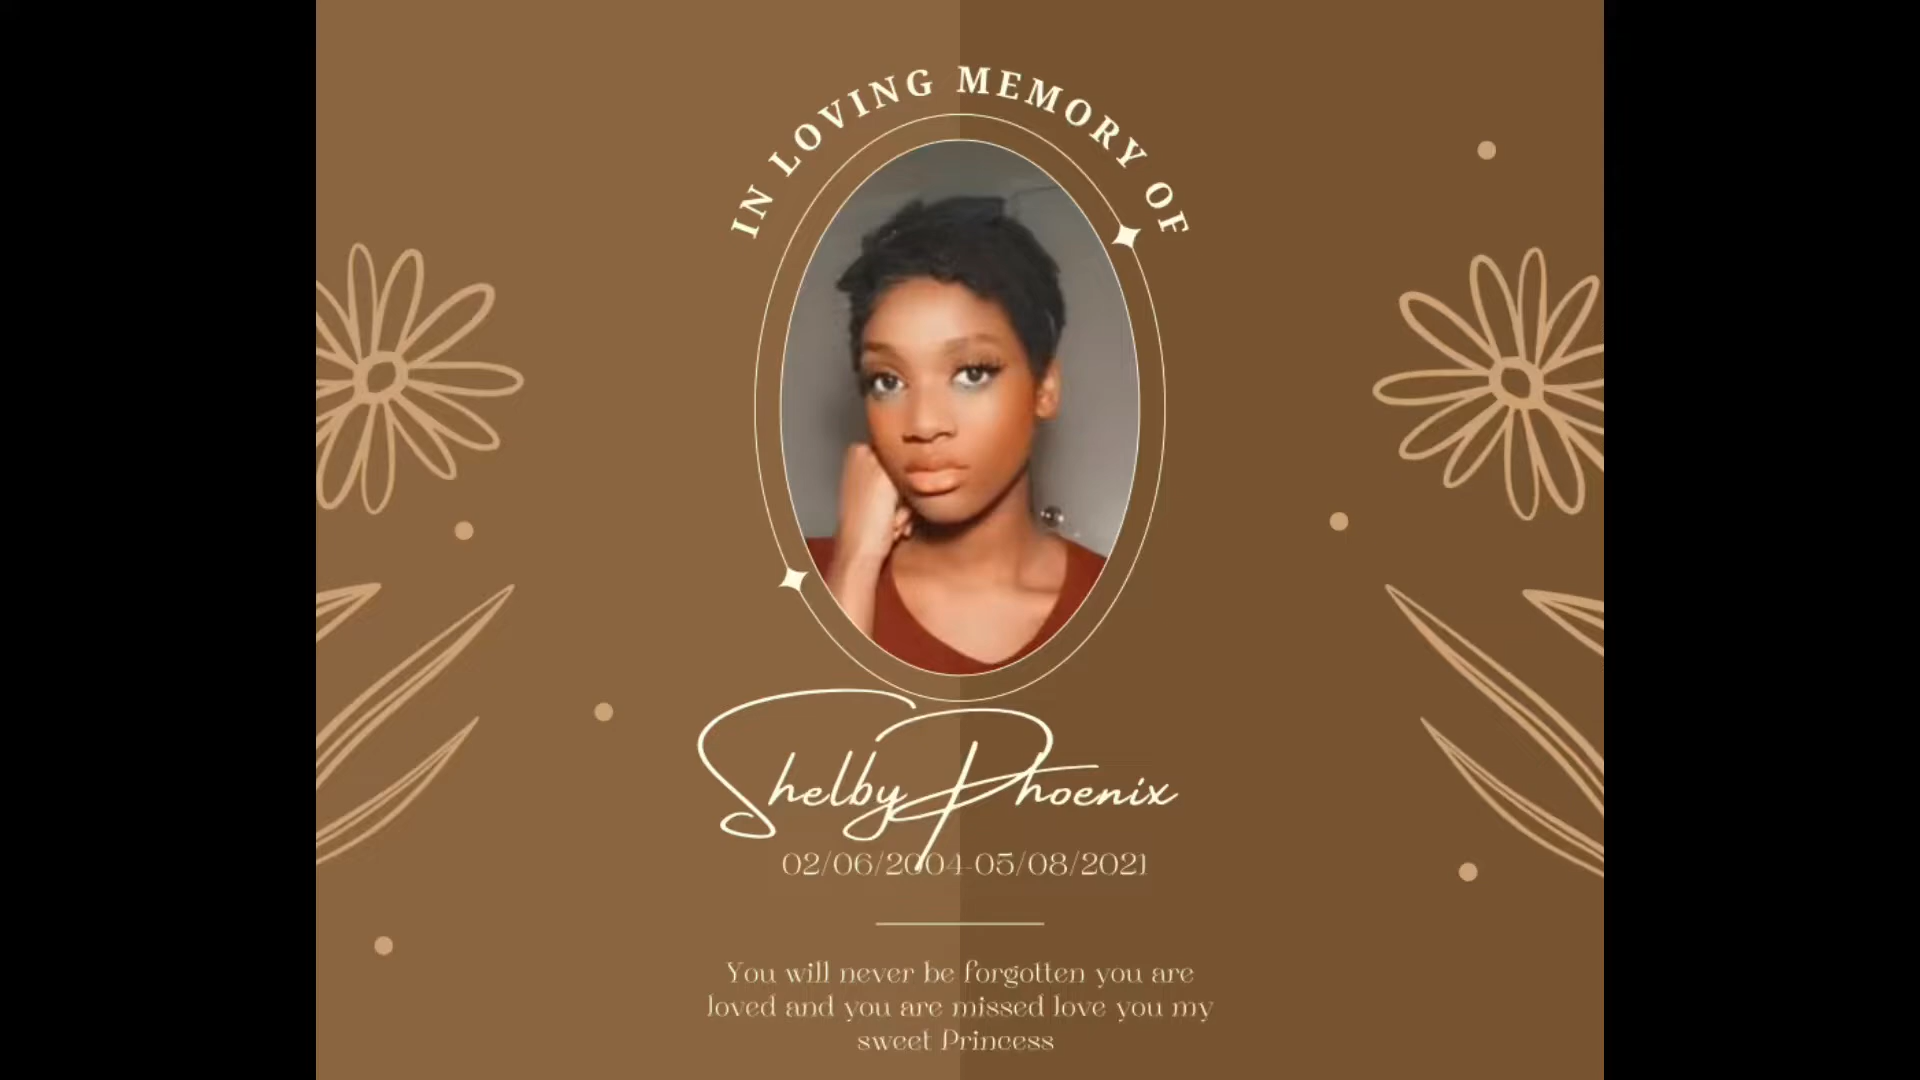 IN LOVING MEMORY OF
Shelby Phoenix
02/06/2004-05/08/2021
You will never be forgotten you are
loved and you are missed love you my
sweet Princess